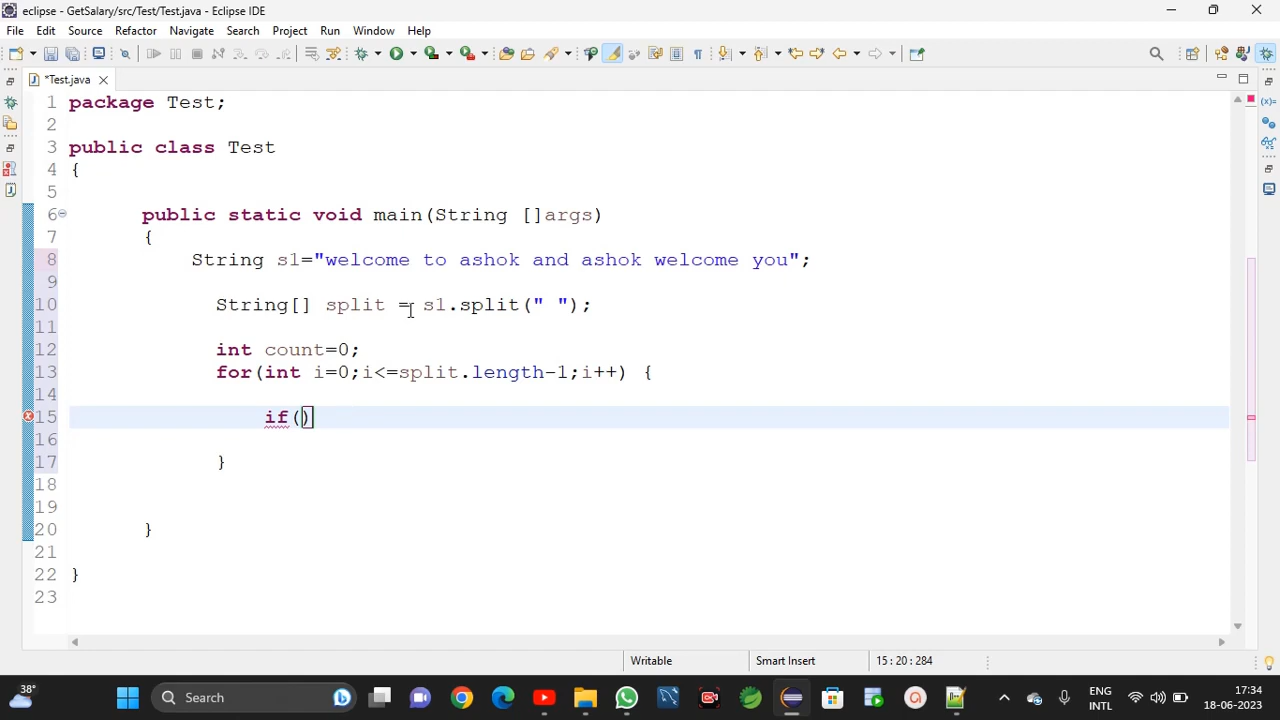 eclipse - GetSalary/src/Test/Test.java - Eclipse IDE
File Edit Source Refactor Navigate Search Project Run Window Help
*Test.java
1 package Test;
2
3 public class Test
4 {
5
6 public static void main(String []args)
7 {
8 String s1="welcome to ashok and ashok welcome you";
9
10 String[] split = s1.split(" ");
11
12 int count=0;
13 for(int i=0;i<=split.length-1;i++) {
14
15 if()
16
17 }
18
19
20 }
21
22 }
23
Writable Smart Insert 15 : 20 : 284
38°
Search
ENG
INTL
17:34
18-06-2023